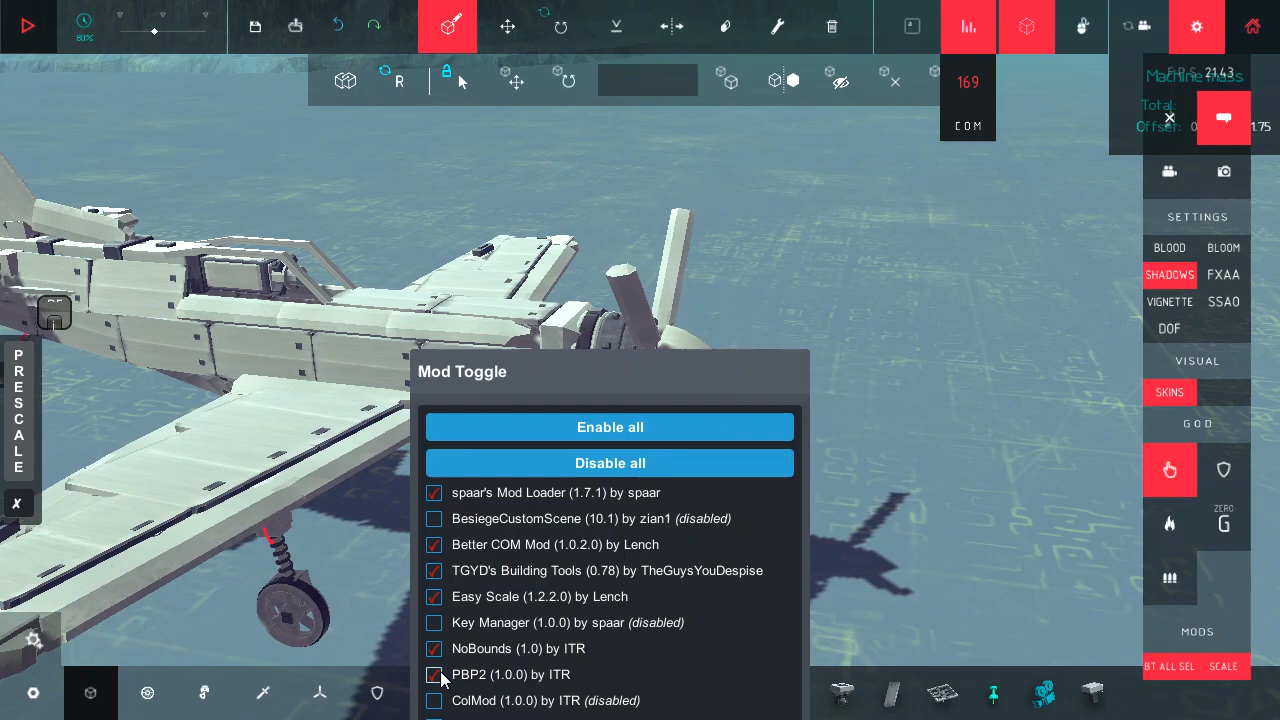 80%
R
169
COM
FPS 21.43
Machine mass
Total:
Offset: 0
1.75
SETTINGS
BLOOD BLOOM
SHADOWS FXAA
VIGNETTE SSAO
DOF
VISUAL
SKINS
GOD
ZERO
G
MODS
BT ALL SEL SCALE
PRESCALE
Mod Toggle
Enable all
Disable all
spaar's Mod Loader (1.7.1) by spaar
BesiegeCustomScene (10.1) by zian1 (disabled)
Better COM Mod (1.0.2.0) by Lench
TGYD's Building Tools (0.78) by TheGuysYouDespise
Easy Scale (1.2.2.0) by Lench
Key Manager (1.0.0) by spaar (disabled)
NoBounds (1.0) by ITR
PBP2 (1.0.0) by ITR
ColMod (1.0.0) by ITR (disabled)